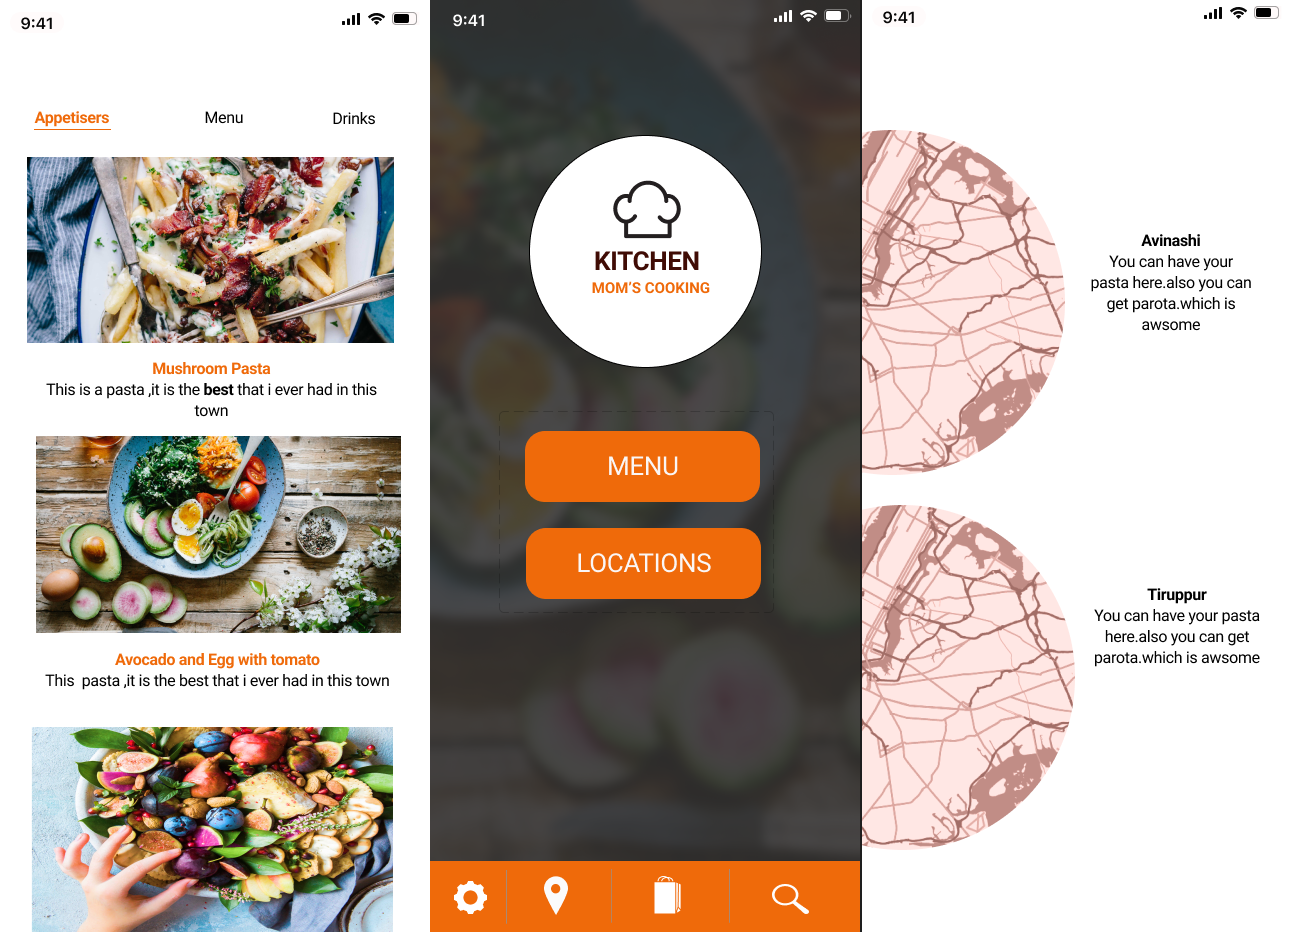 9:41
Appetisers
Menu
Drinks
Mushroom Pasta
This is a pasta ,it is the best that i ever had in this
town
Avocado and Egg with tomato
This  pasta ,it is the best that i ever had in this town
9:41
KITCHEN
MOM'S COOKING
MENU
LOCATIONS
9:41
Avinashi
You can have your
pasta here.also you can
get parota.which is
awsome
Tiruppur
You can have your pasta
here.also you can get
parota.which is awsome